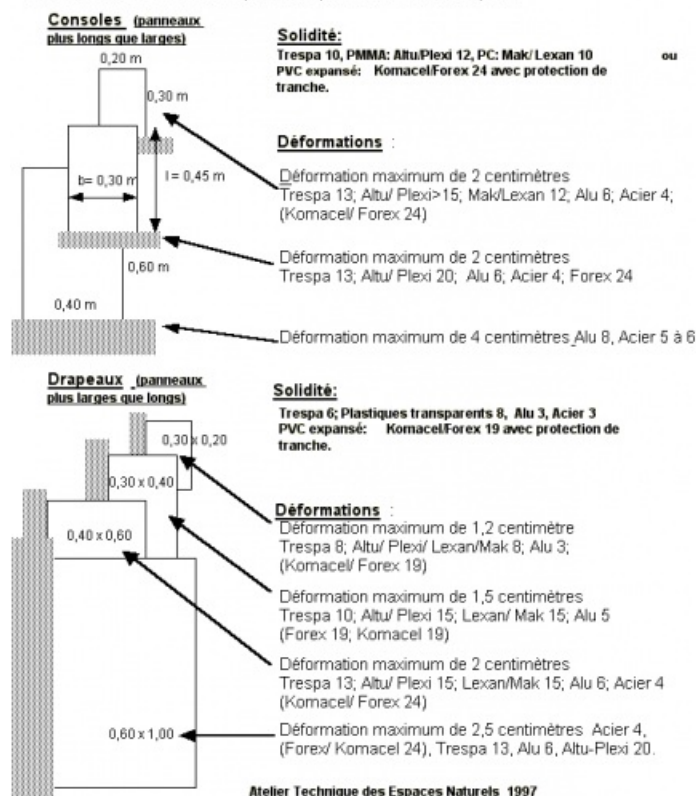 Consoles (panneaux
plus longs que larges)
0,20 m
0,30 m
b= 0,30 m
l = 0,45 m
0,60 m
0,40 m
Solidité:
Trespa 10, PMMA: Altu/Plexi 12, PC: Mak/ Lexan 10 ou
PVC expansé: Komacel/Forex 24 avec protection de
tranche.
Déformations :
Déformation maximum de 2 centimètres
Trespa 13; Altu/ Plexi>15; Mak/Lexan 12; Alu 6; Acier 4;
(Komacel/ Forex 24)
Déformation maximum de 2 centimètres
Trespa 13; Altu/ Plexi 20; Alu 6; Acier 4; Forex 24
Déformation maximum de 4 centimètres Alu 8, Acier 5 à 6
Drapeaux (panneaux
plus larges que longs)
0,30 x 0,20
0,30 x 0,40
0,40 x 0,60
0,60 x 1,00
Solidité:
Trespa 6; Plastiques transparents 8, Alu 3, Acier 3
PVC expansé: Komacel/Forex 19 avec protection de
tranche.
Déformations :
Déformation maximum de 1,2 centimètre
Trespa 8; Altu/ Plexi/ Lexan/Mak 8; Alu 3;
(Komacel/ Forex 19)
Déformation maximum de 1,5 centimètres
Trespa 10; Altu/ Plexi 15; Lexan/ Mak 15; Alu 5
(Forex 19; Komacel 19)
Déformation maximum de 2 centimètres
Trespa 13; Altu/ Plexi 15; Lexan/Mak 15; Alu 6; Acier 4
(Komacel/ Forex 24)
Déformation maximum de 2,5 centimètres Acier 4,
(Forex/ Komacel 24), Trespa 13, Alu 6, Altu-Plexi 20.
Atelier Technique des Espaces Naturels 1997